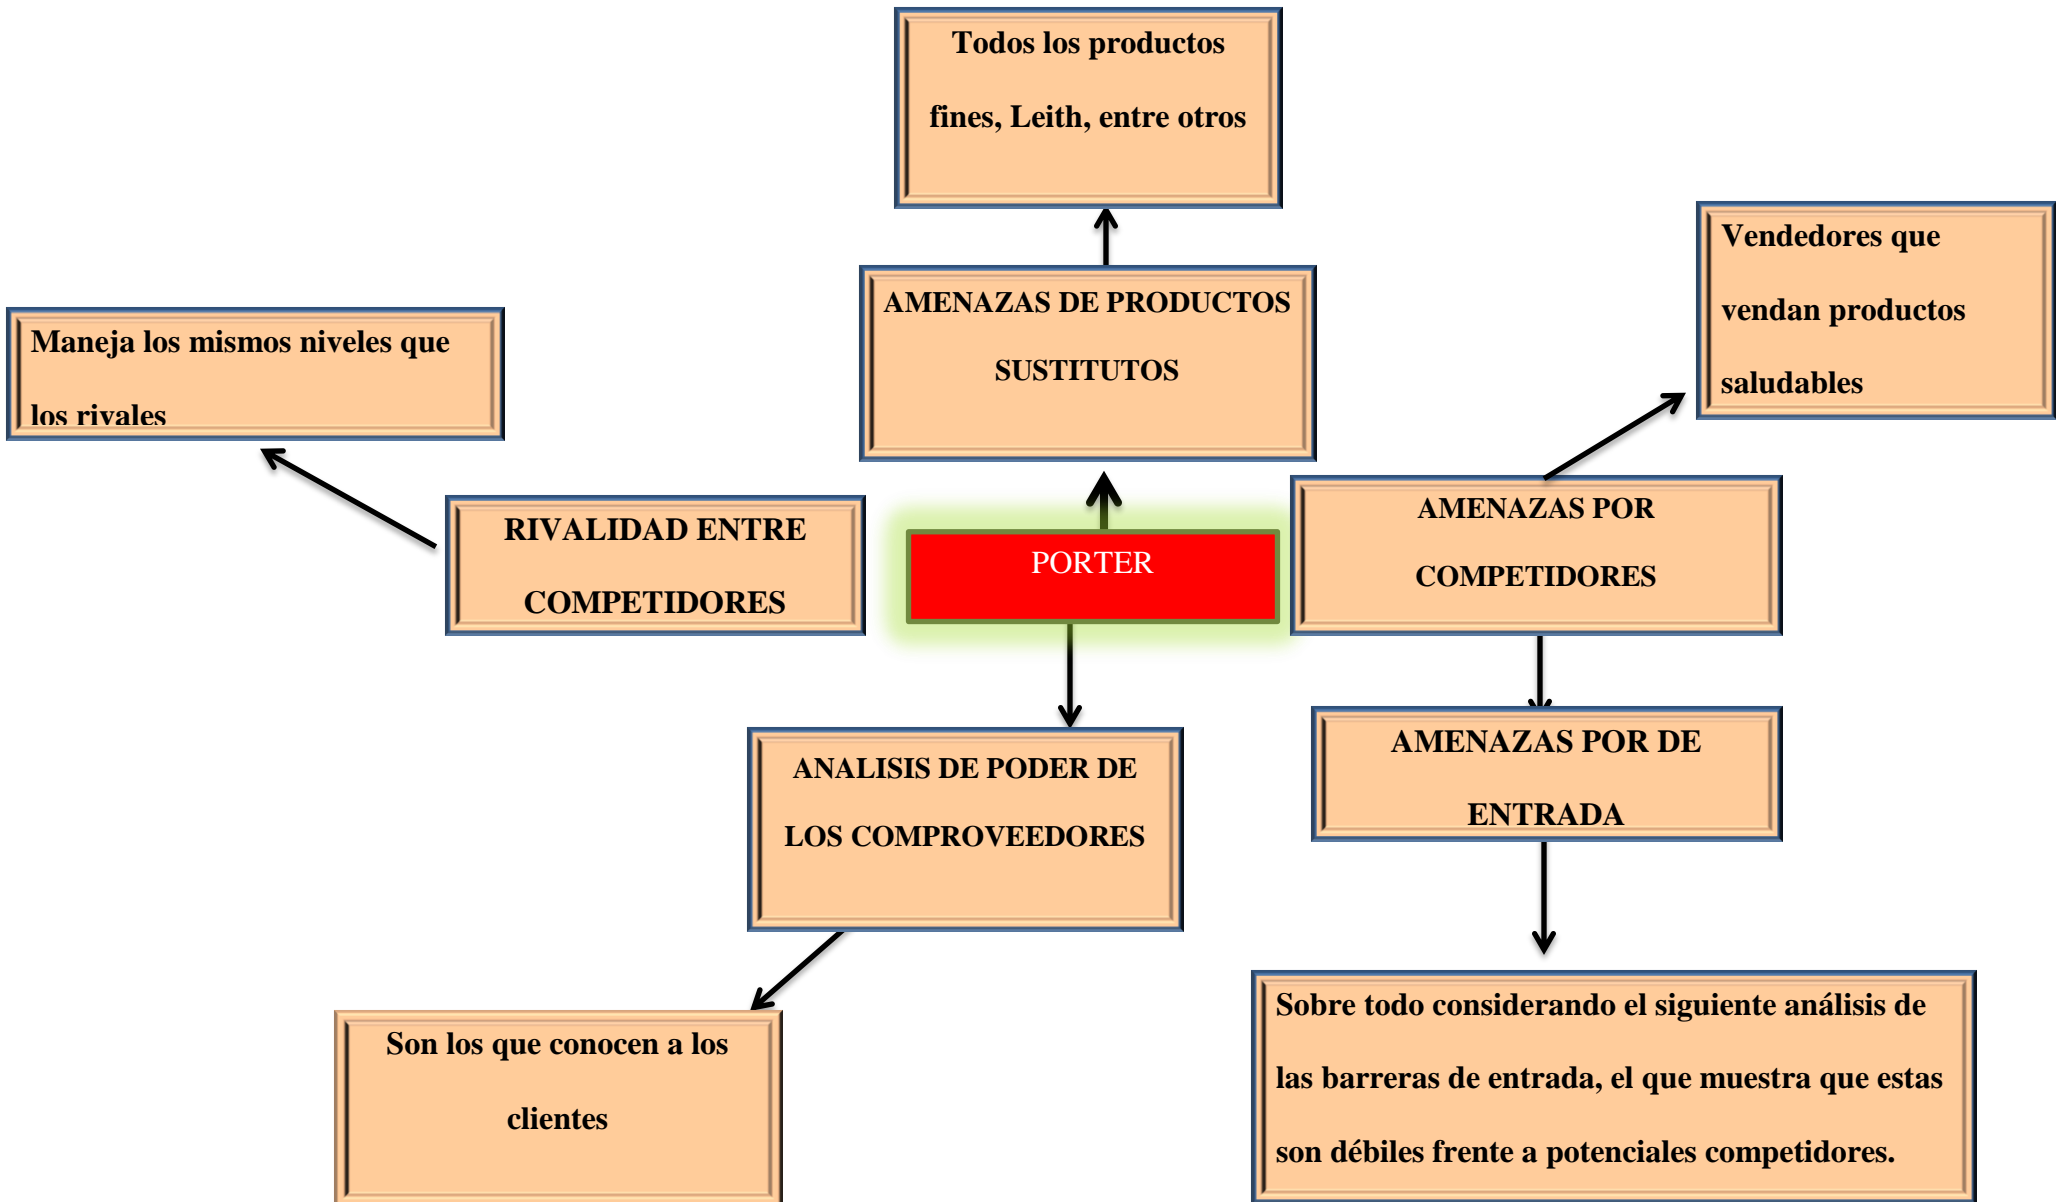 Todos los productos
fines, Leith, entre otros
Vendedores que
vendan productos
saludables
AMENAZAS DE PRODUCTOS
SUSTITUTOS
Maneja los mismos niveles que
los rivales
RIVALIDAD ENTRE
COMPETIDORES
PORTER
AMENAZAS POR
COMPETIDORES
ANALISIS DE PODER DE
LOS COMPROVEEDORES
AMENAZAS POR DE
ENTRADA
Son los que conocen a los
clientes
Sobre todo considerando el siguiente análisis de
las barreras de entrada, el que muestra que estas
son débiles frente a potenciales competidores.